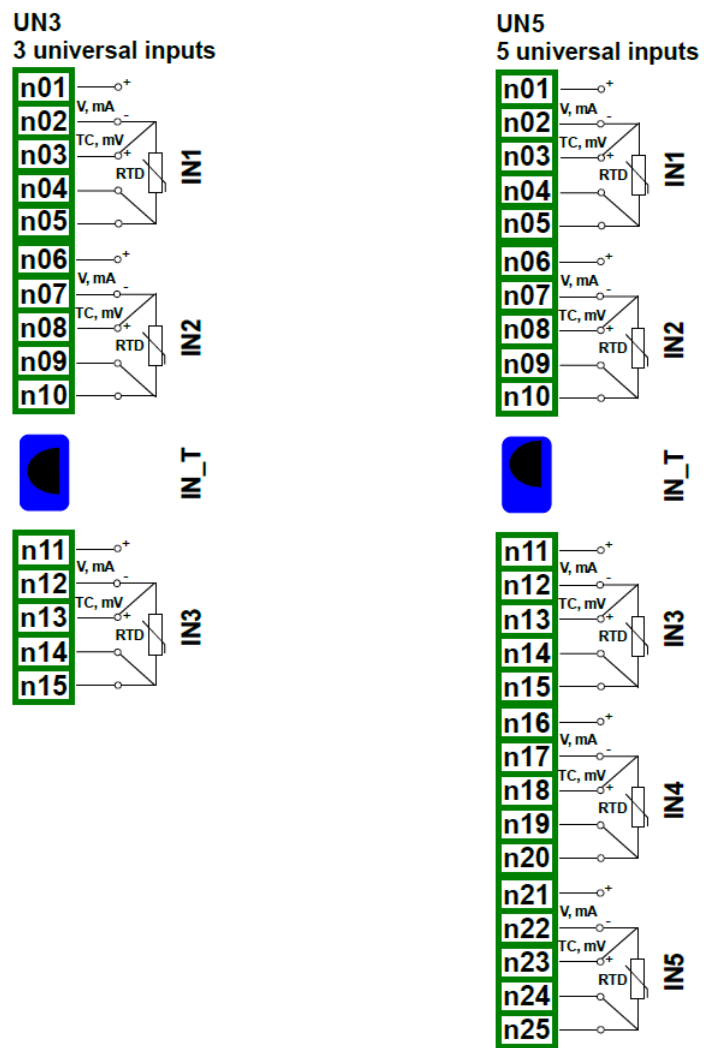 UN3
3 universal inputs
n01
+
V, mA
n02
-
TC, mV
n03
+
RTD
n04
n05
IN1
n06
+
V, mA
n07
-
TC, mV
n08
+
RTD
n09
n10
IN2
IN_T
n11
+
V, mA
n12
-
TC, mV
n13
+
RTD
n14
n15
IN3
UN5
5 universal inputs
n01
+
V, mA
n02
-
TC, mV
n03
+
RTD
n04
n05
IN1
n06
+
V, mA
n07
-
TC, mV
n08
+
RTD
n09
n10
IN2
IN_T
n11
+
V, mA
n12
-
TC, mV
n13
+
RTD
n14
n15
IN3
n16
+
V, mA
n17
-
TC, mV
n18
+
RTD
n19
n20
IN4
n21
+
V, mA
n22
-
TC, mV
n23
+
RTD
n24
n25
IN5